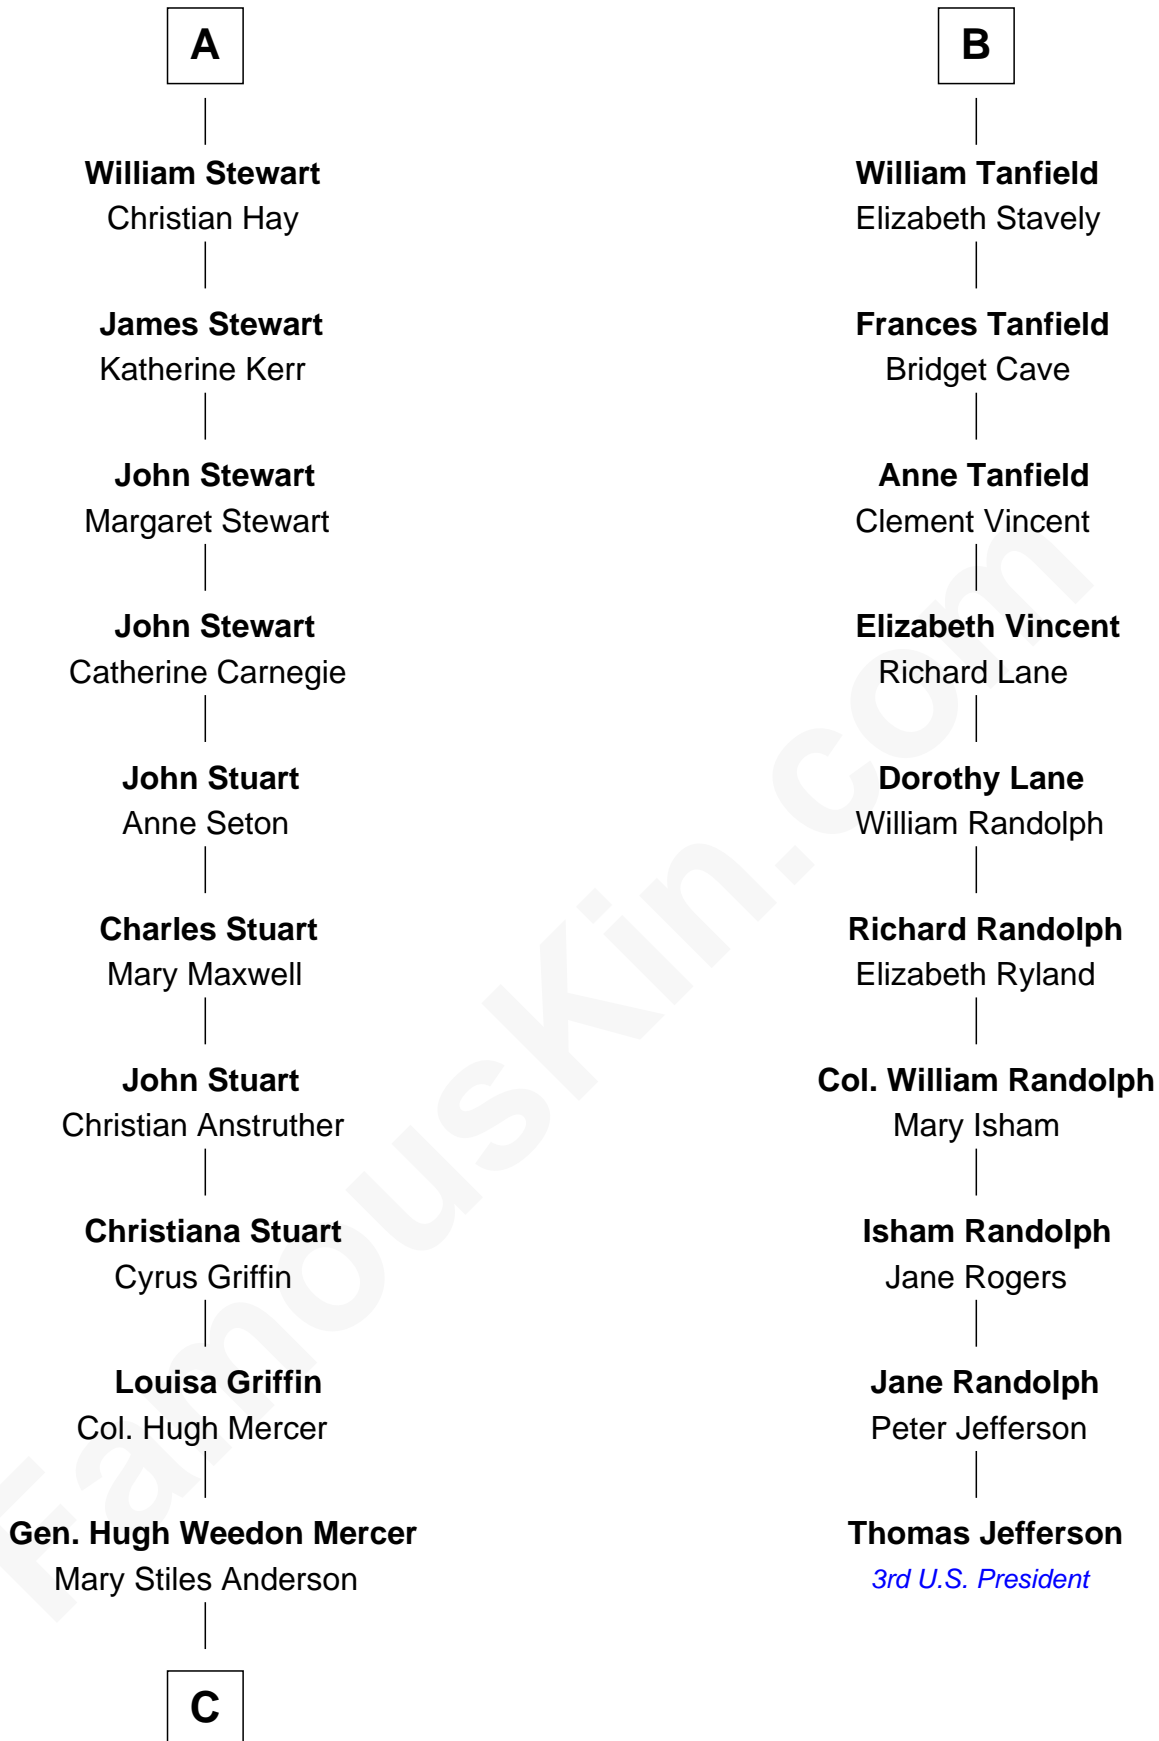 A
William Stewart
Christian Hay
James Stewart
Katherine Kerr
John Stewart
Margaret Stewart
John Stewart
Catherine Carnegie
John Stuart
Anne Seton
Charles Stuart
Mary Maxwell
John Stuart
Christian Anstruther
Christiana Stuart
Cyrus Griffin
Louisa Griffin
Col. Hugh Mercer
Gen. Hugh Weedon Mercer
Mary Stiles Anderson
C
B
William Tanfield
Elizabeth Stavely
Frances Tanfield
Bridget Cave
Anne Tanfield
Clement Vincent
Elizabeth Vincent
Richard Lane
Dorothy Lane
William Randolph
Richard Randolph
Elizabeth Ryland
Col. William Randolph
Mary Isham
Isham Randolph
Jane Rogers
Jane Randolph
Peter Jefferson
Thomas Jefferson
3rd U.S. President
FamousKin.com